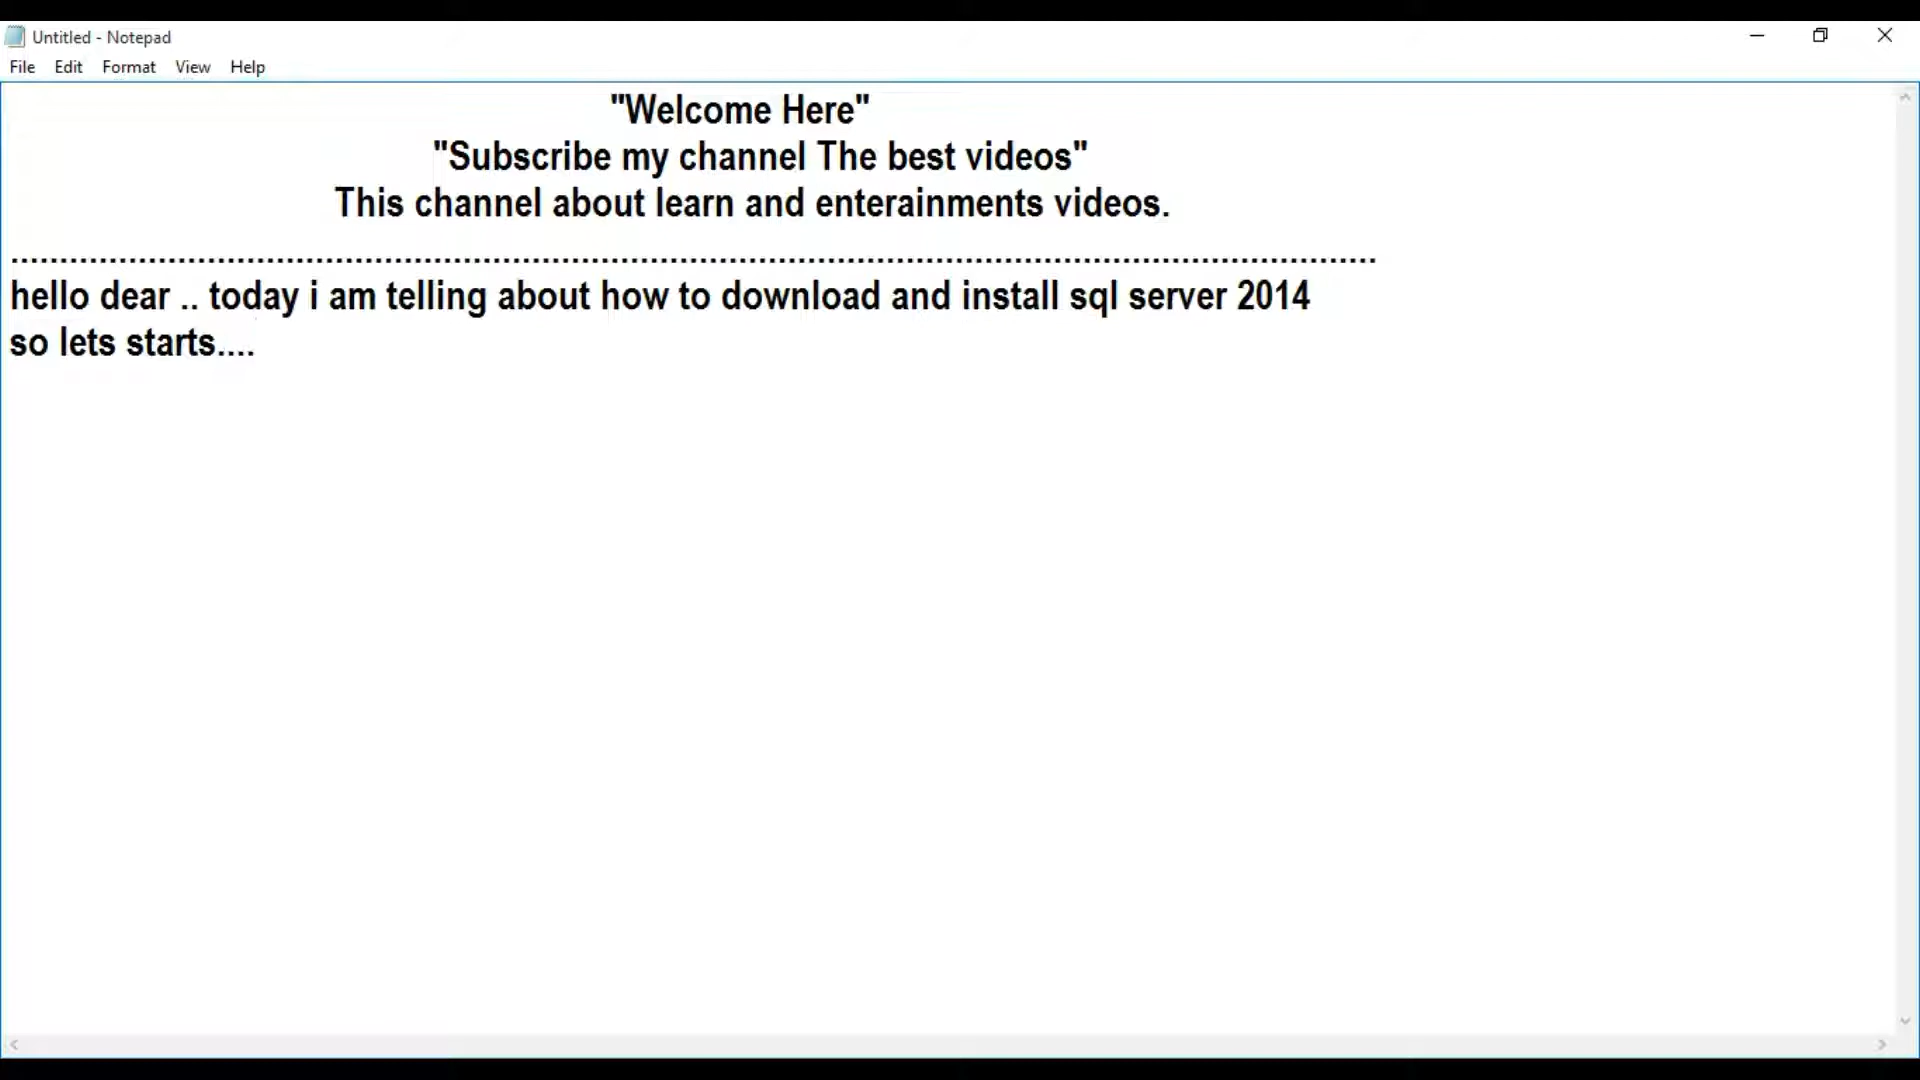 Untitled - Notepad
File Edit Format View Help
"Welcome Here"
"Subscribe my channel The best videos"
This channel about learn and enterainments videos.
...........................................................................................................................................
hello dear .. today i am telling about how to download and install sql server 2014
so lets starts....